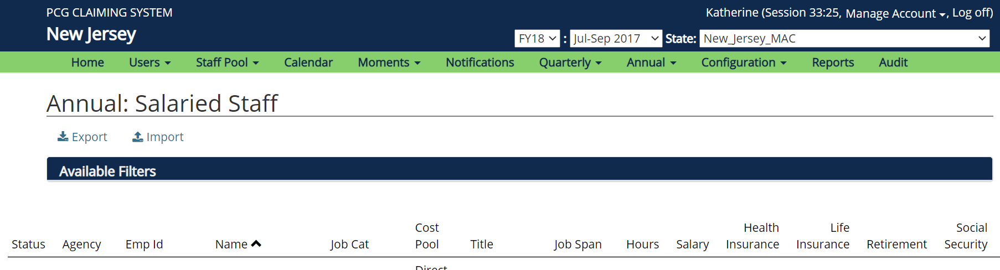 PCG CLAIMING SYSTEM
Katherine (Session 33:25, Manage Account, Log off)
New Jersey
FY18 : Jul-Sep 2017 State: New_Jersey_MAC
Home Users Staff Pool Calendar Moments Notifications Quarterly Annual Configuration Reports Audit
Annual: Salaried Staff
Export Import
Available Filters
Cost Health Life Social
Status Agency Emp Id Name Job Cat Pool Title Job Span Hours Salary Insurance Insurance Retirement Security
Direct